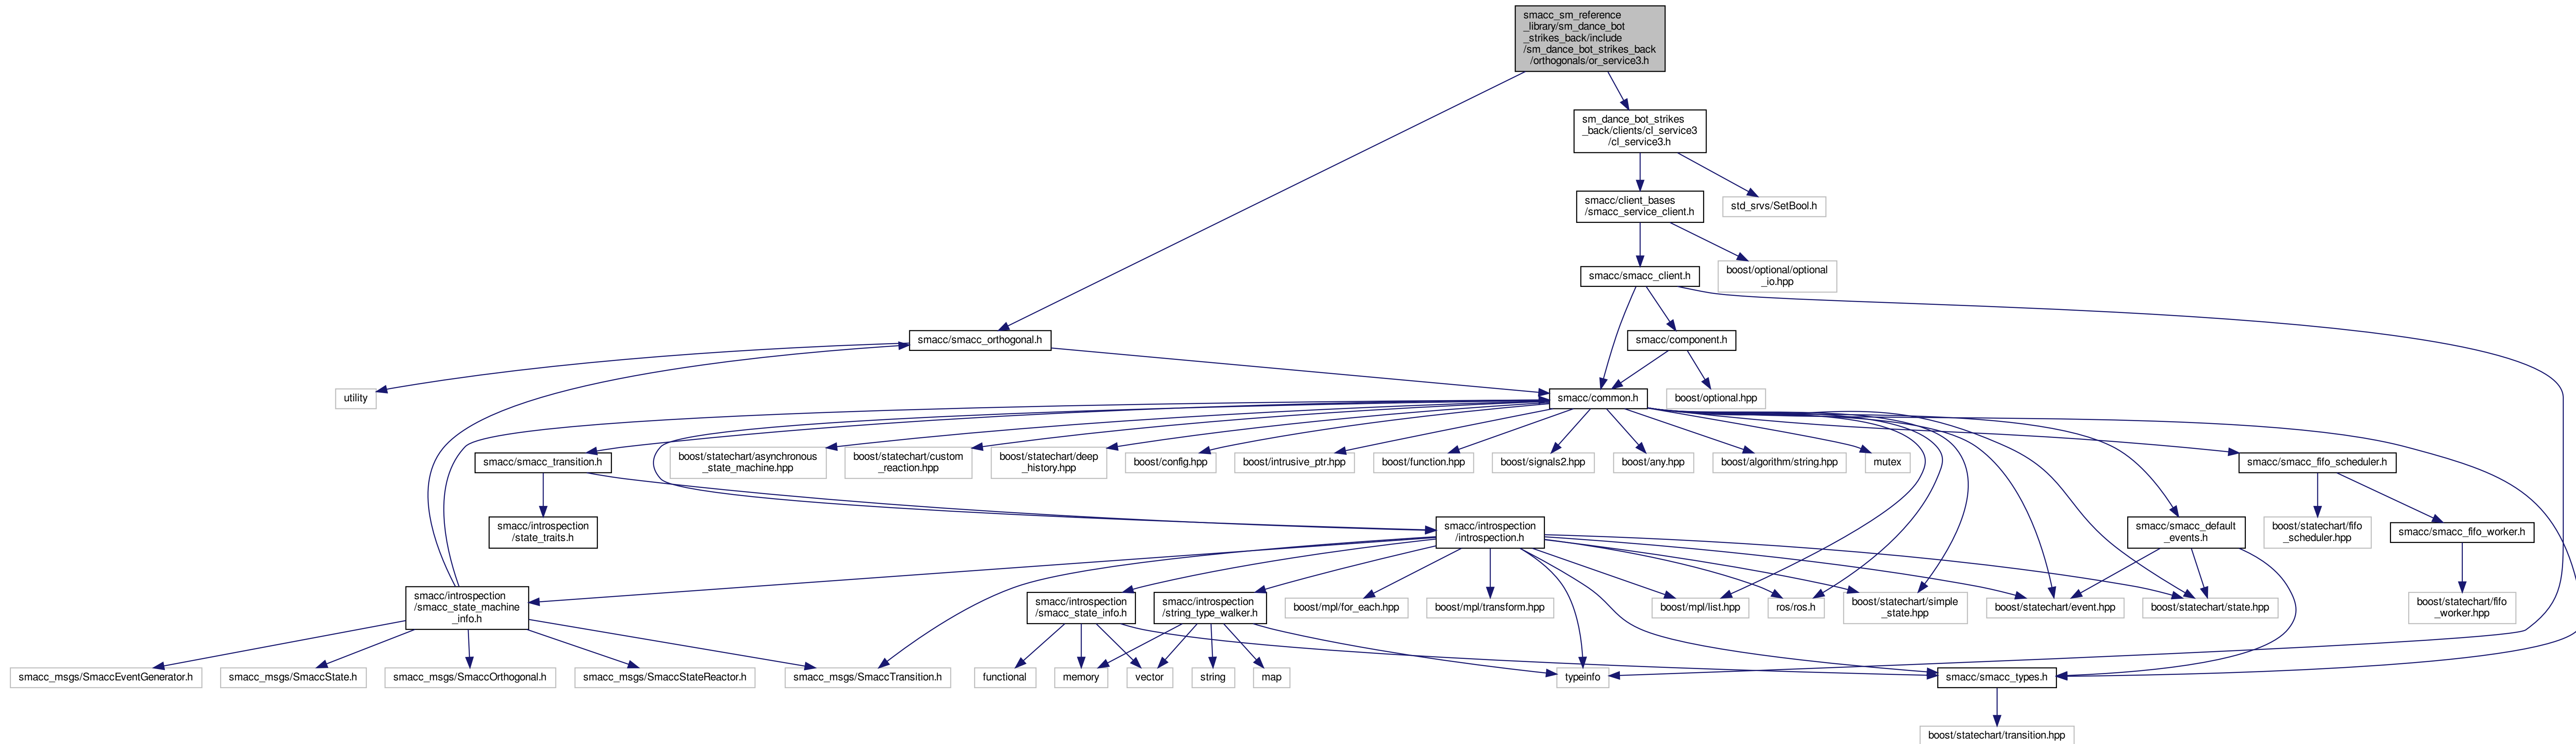 smacc_sm_reference
_library/sm_dance_bot
_strikes_back/include
/sm_dance_bot_strikes_back
/orthogonals/or_service3.h
sm_dance_bot_strikes
_back/clients/cl_service3
/cl_service3.h
smacc/client_bases
/smacc_service_client.h
std_srvs/SetBool.h
smacc/smacc_client.h
boost/optional/optional
_io.hpp
smacc/smacc_orthogonal.h
smacc/component.h
utility
smacc/common.h
boost/optional.hpp
smacc/smacc_transition.h
boost/statechart/asynchronous
_state_machine.hpp
boost/statechart/custom
_reaction.hpp
boost/statechart/deep
_history.hpp
boost/config.hpp
boost/intrusive_ptr.hpp
boost/function.hpp
boost/signals2.hpp
boost/any.hpp
boost/algorithm/string.hpp
mutex
smacc/smacc_fifo_scheduler.h
smacc/introspection
/state_traits.h
smacc/introspection
/introspection.h
smacc/smacc_default
_events.h
boost/statechart/fifo
_scheduler.hpp
smacc/smacc_fifo_worker.h
smacc/introspection
/smacc_state_machine
_info.h
smacc/introspection
/smacc_state_info.h
smacc/introspection
/string_type_walker.h
boost/mpl/for_each.hpp
boost/mpl/transform.hpp
boost/mpl/list.hpp
ros/ros.h
boost/statechart/simple
_state.hpp
boost/statechart/event.hpp
boost/statechart/state.hpp
boost/statechart/fifo
_worker.hpp
smacc_msgs/SmaccEventGenerator.h
smacc_msgs/SmaccState.h
smacc_msgs/SmaccOrthogonal.h
smacc_msgs/SmaccStateReactor.h
smacc_msgs/SmaccTransition.h
functional
memory
vector
string
map
typeinfo
smacc/smacc_types.h
boost/statechart/transition.hpp